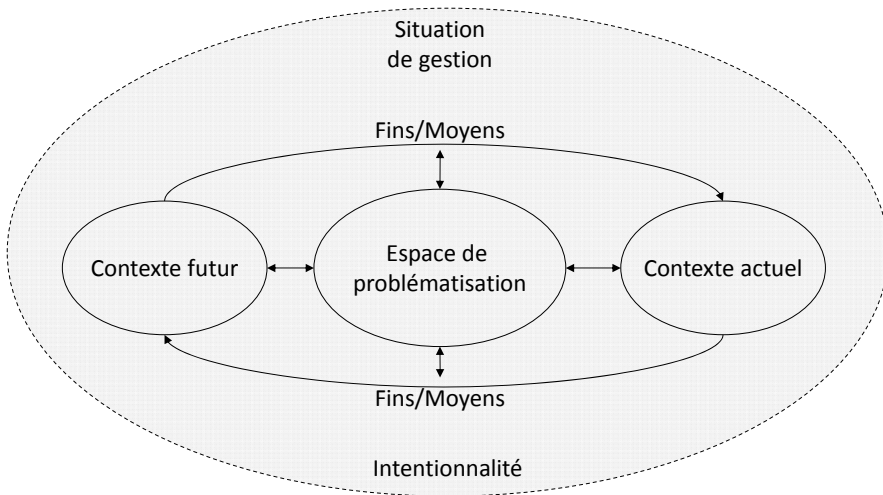 Situation
de gestion
Fins/Moyens
Contexte futur
Espace de
problématisation
Contexte actuel
Fins/Moyens
Intentionnalité